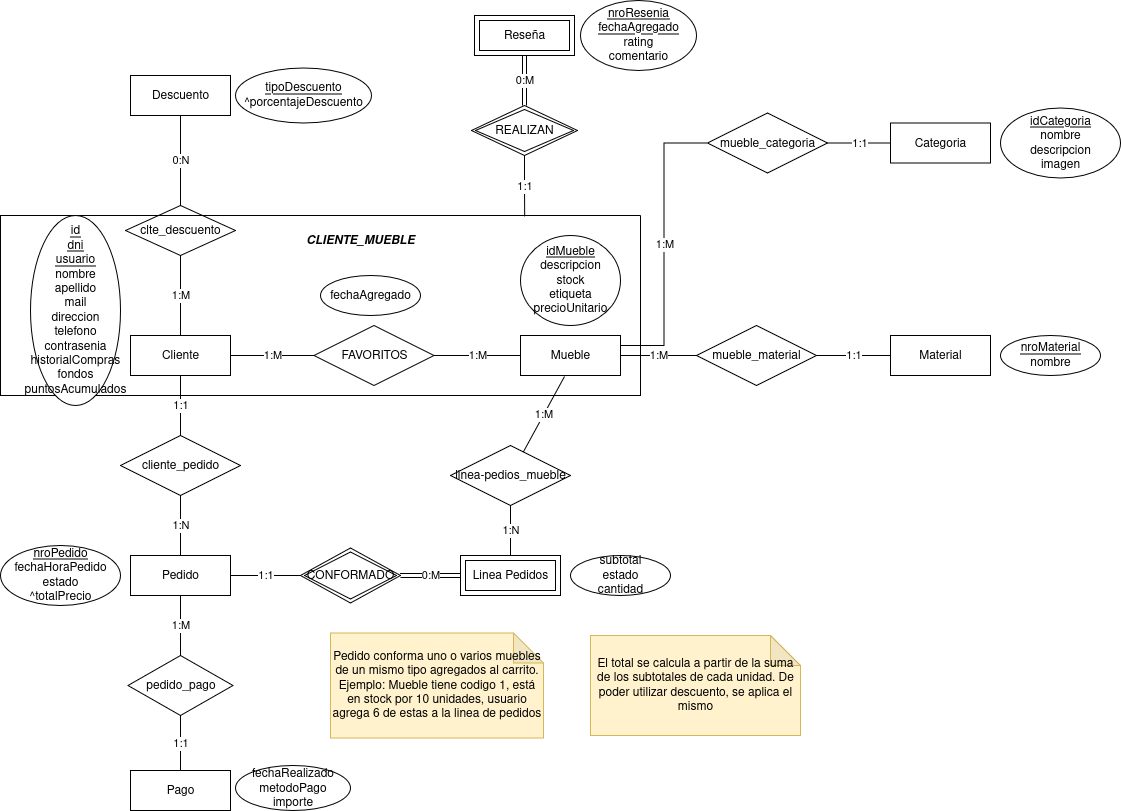 Reseña
nroResenia
fechaAgregado
rating
comentario
0:M
REALIZAN
1:1
Descuento
tipoDescuento
^porcentajeDescuento
0:N
clte_descuento
1:M
mueble_categoria
1:1
Categoria
idCategoria
nombre
descripcion
imagen
1:M
CLIENTE_MUEBLE
id
dni
usuario
nombre
apellido
mail
direccion
telefono
contrasenia
historialCompras
fondos
puntosAcumulados
fechaAgregado
idMueble
descripcion
stock
etiqueta
precioUnitario
Cliente
1:M
FAVORITOS
1:M
Mueble
1:M
mueble_material
1:1
Material
nroMaterial
nombre
1:1
cliente_pedido
1:N
1:M
linea-pedios_mueble
1:N
nroPedido
fechaHoraPedido
estado
^totalPrecio
Pedido
1:1
CONFORMADO
0:M
Linea Pedidos
subtotal
estado
cantidad
1:M
pedido_pago
1:1
Pago
fechaRealizado
metodoPago
importe
Pedido conforma uno o varios muebles
de un mismo tipo agregados al carrito.
Ejemplo: Mueble tiene codigo 1, está
en stock por 10 unidades, usuario
agrega 6 de estas a la linea de pedidos
El total se calcula a partir de la suma
de los subtotales de cada unidad. De
poder utilizar descuento, se aplica el
mismo